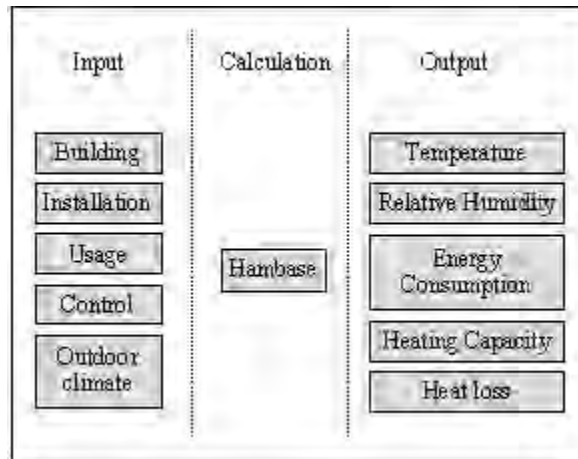 Input
Building
Installation
Usage
Control
Outdoor
climate
Calculation
Hambase
Output
Temperature
Relative Humidity
Energy
Consumption
Heating Capacity
Heat loss